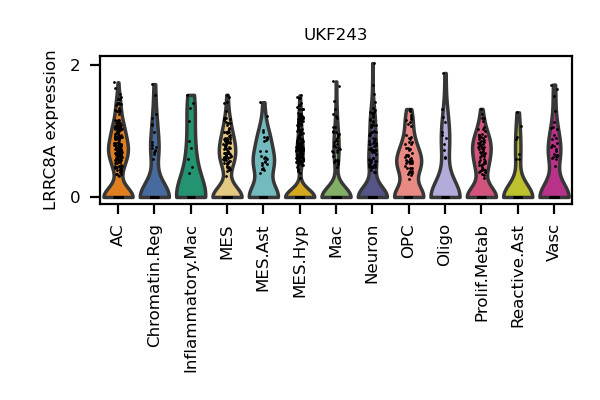 UKF243
LRRC8A expression
2
0
AC
Chromatin.Reg
Inflammatory.Mac
MES
MES.Ast
MES.Hyp
Mac
Neuron
OPC
Oligo
Prolif.Metab
Reactive.Ast
Vasc